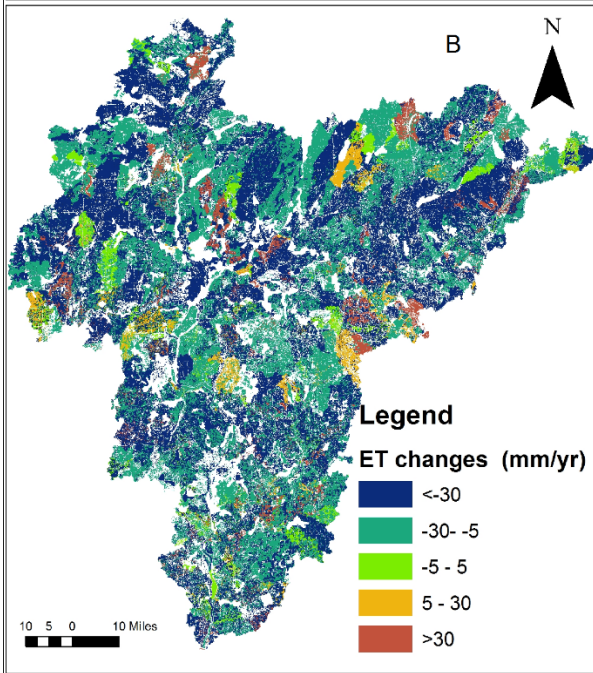 B
N
Legend
ET changes (mm/yr)
<-30
-30- -5
-5 - 5
5 - 30
>30
10 5 0 10 Miles